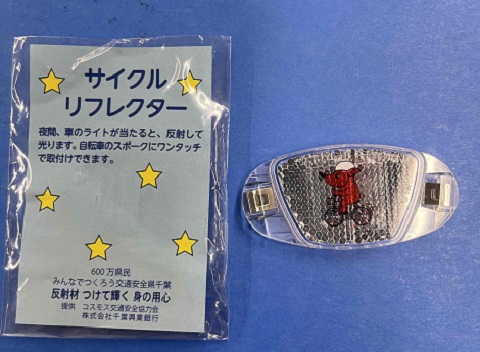 サイクル
リフレクター
夜間、車のライトが当たると、反射して
光ります。自転車のスポークにワンタッチ
で取付けできます。
600万県民
みんなでつくろう交通安全県千葉
反射材 つけて輝く 身の用心
提供 コスモス交通安全協力会
株式会社千葉興業銀行